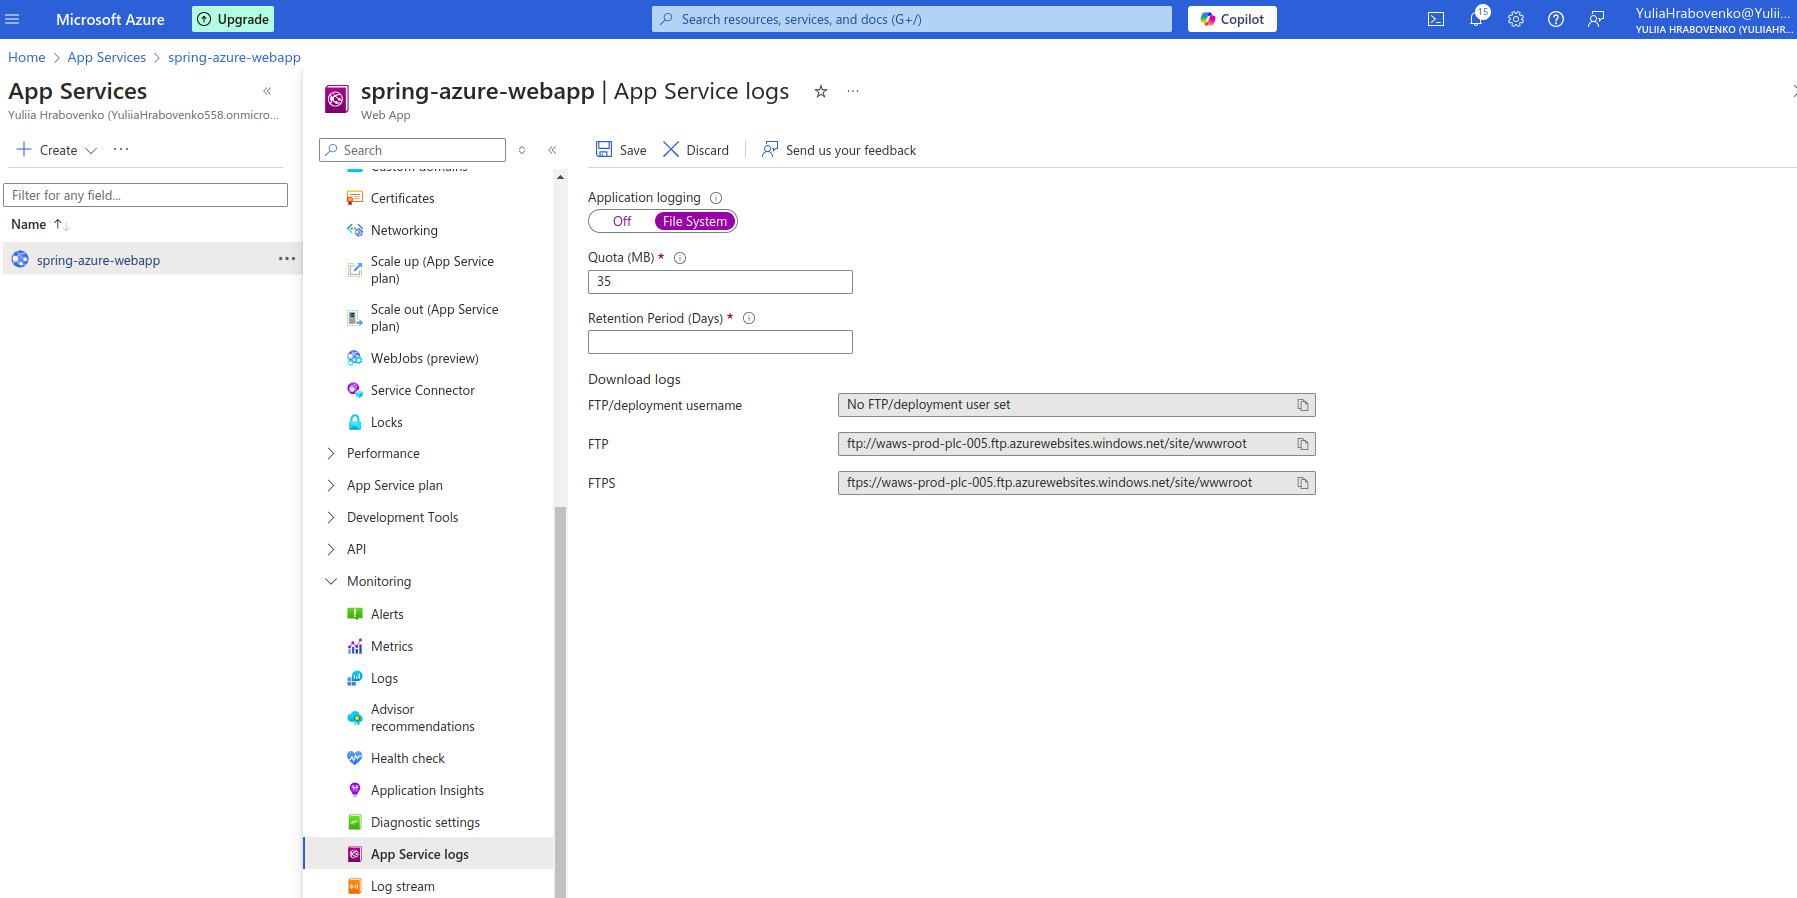 Microsoft Azure
Upgrade
Search resources, services, and docs (G+/)
Copilot
15
YuliaHrabovenko@Yulii...
YULIIA HRABOVENKO (YULIIAHR...
Home > App Services > spring-azure-webapp
App Services
Yuliia Hrabovenko (YuliiaHrabovenko558.onmicro...
Create
...
Filter for any field...
Name
spring-azure-webapp
...
spring-azure-webapp | App Service logs
...
Web App
Search
Custom domains
Certificates
Networking
Scale up (App Service
plan)
Scale out (App Service
plan)
WebJobs (preview)
Service Connector
Locks
Performance
App Service plan
Development Tools
API
Monitoring
Alerts
Metrics
Logs
Advisor
recommendations
Health check
Application Insights
Diagnostic settings
App Service logs
Log stream
Save
Discard
Send us your feedback
Application logging
Off
File System
Quota (MB) *
35
Retention Period (Days) *
Download logs
FTP/deployment username
No FTP/deployment user set
FTP
ftp://waws-prod-plc-005.ftp.azurewebsites.windows.net/site/wwwroot
FTPS
ftps://waws-prod-plc-005.ftp.azurewebsites.windows.net/site/wwwroot